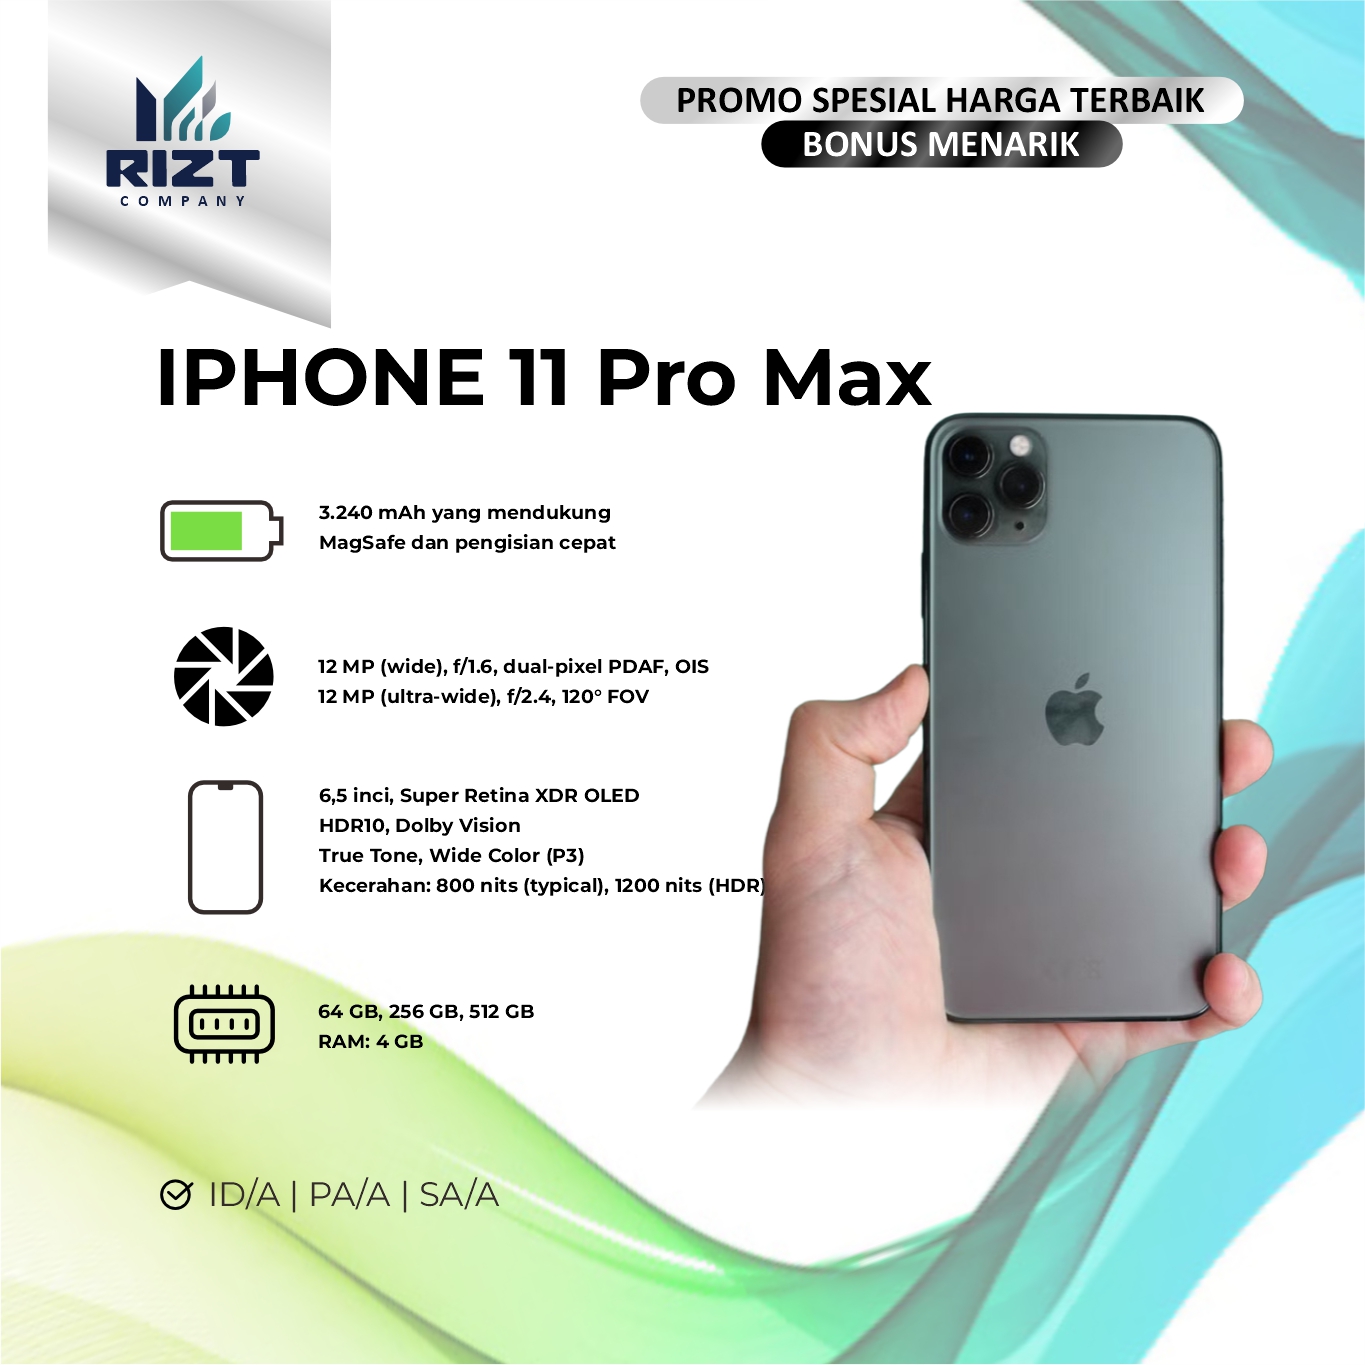 RIZT
COMPANY
PROMO SPESIAL HARGA TERBAIK
BONUS MENARIK
IPHONE 11 Pro Max
3.240 mAh yang mendukung
MagSafe dan pengisian cepat
12 MP (wide), f/1.6, dual-pixel PDAF, OIS
12 MP (ultra-wide), f/2.4, 120° FOV
6,5 inci, Super Retina XDR OLED
HDR10, Dolby Vision
True Tone, Wide Color (P3)
Kecerahan: 800 nits (typical), 1200 nits (HDR)
64 GB, 256 GB, 512 GB
RAM: 4 GB
ID/A | PA/A | SA/A